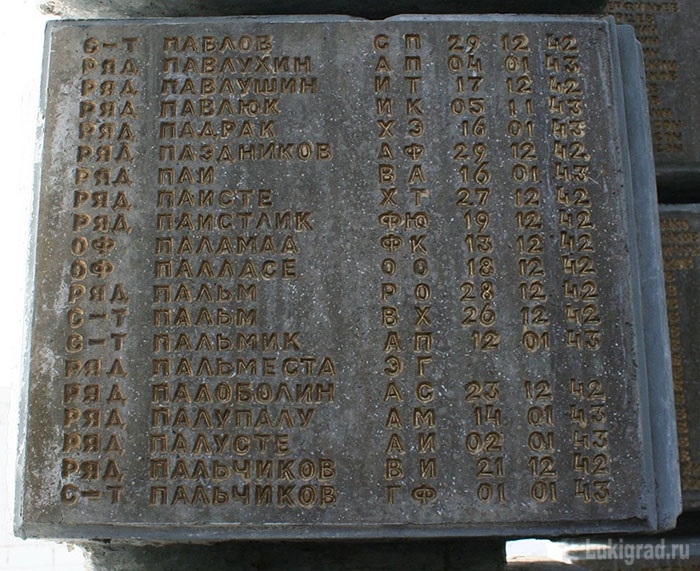 С-Т ПАВЛОВ С П 29 12 42
РЯД ПАВЛУХИН А П 04 01 43
РЯД ПАВЛУШИН И Т 17 12 42
РЯД ПАВЛЮК И К 05 11 43
РЯД ПАДРАК Х Э 16 01 43
РЯД ПАЗДНИКОВ А Ф 29 12 42
РЯД ПАИ В А 16 01 43
РЯД ПАИСТЕ Х Т 27 12 42
РЯД ПАИСТЛИК Ф Ю 19 12 42
ОФ ПАЛАМАА Ф К 13 12 42
ОФ ПАЛЛАСЕ О О 18 12 42
РЯД ПАЛЬМ Р О 28 12 42
С-Т ПАЛЬМ В Х 26 12 42
С-Т ПАЛЬМИК А П 12 01 43
РЯД ПАЛЬМЕСТА Э Г
РЯД ПАЛОБОЛИН А С 23 12 42
РЯД ПАЛУПАЛУ А М 14 01 43
РЯД ПАЛУСТЕ А И 02 01 43
РЯД ПАЛЬЧИКОВ В И 21 12 42
С-Т ПАЛЬЧИКОВ Г Ф 01 01 43
Lukigrad.ru